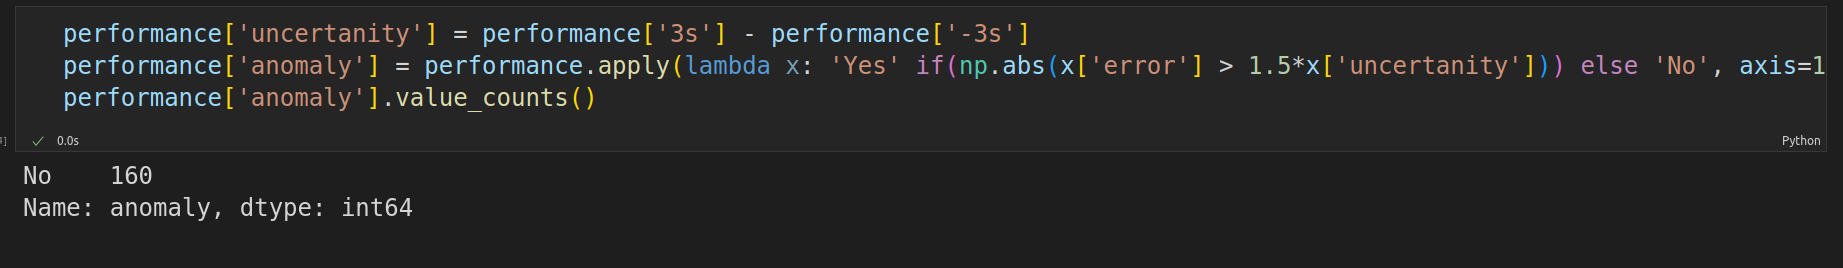 performance['uncertanity'] = performance['3s'] - performance['-3s']
performance['anomaly'] = performance.apply(lambda x: 'Yes' if(np.abs(x['error'] > 1.5*x['uncertanity'])) else 'No', axis=1
performance['anomaly'].value_counts()
4]
✓ 0.0s
Python
No    160
Name: anomaly, dtype: int64